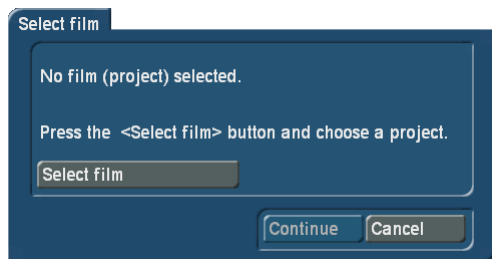 Select film
No film (project) selected.
Press the <Select film> button and choose a project.
Select film
Continue Cancel